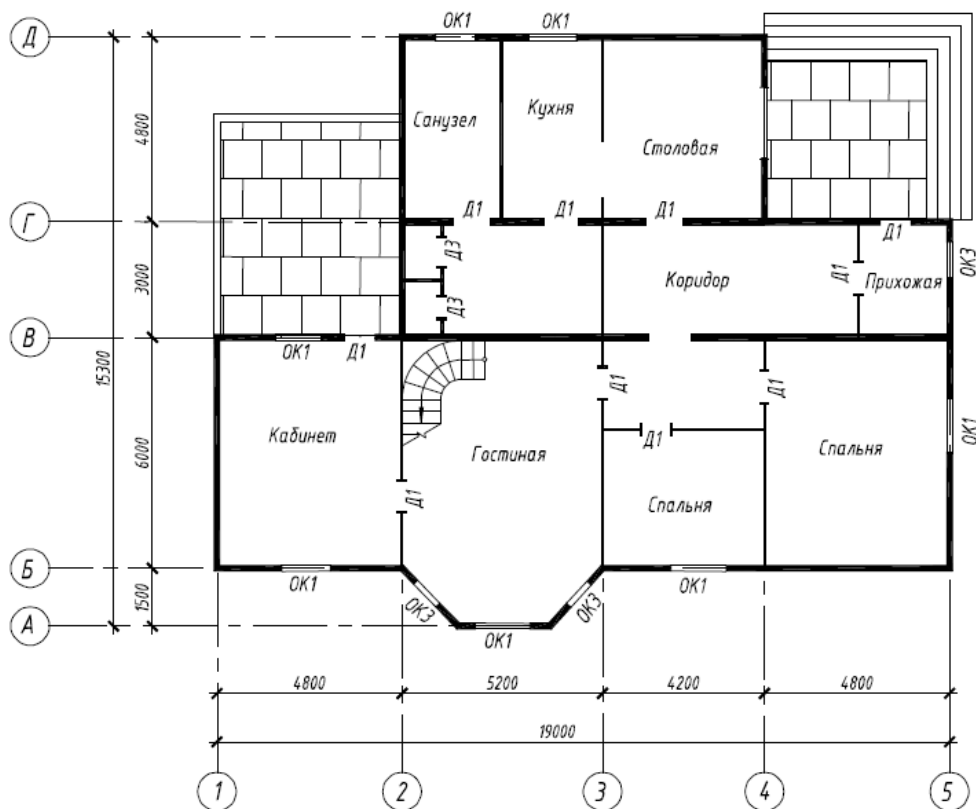 ОК1 ОК1
Д
Санузел Кухня Столовая
4800
Г
Д1 Д1 Д1 Д1
Д3 Коридор Д1 Прихожая ОК3
3000
Д3
В
ОК1 Д1
15300
Д1 Д1
Кабинет Гостиная Д1 Спальня ОК1
6000
Д1 Спальня
Б
ОК1 ОК3 ОК3 ОК1
1500
А
ОК1
4800 5200 4200 4800
19000
1 2 3 4 5